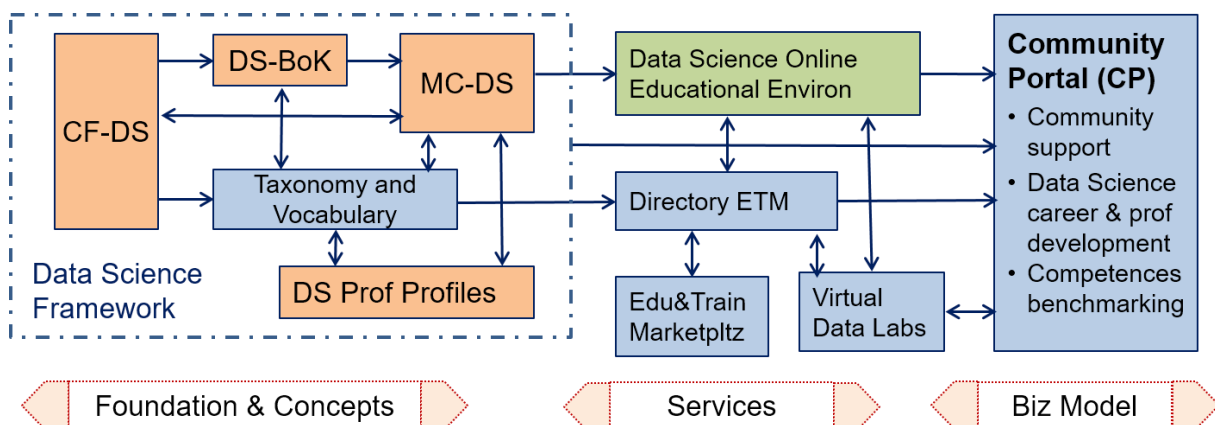 CF-DS
DS-BoK
MC-DS
Taxonomy and
Vocabulary
DS Prof Profiles
Data Science
Framework
Data Science Online
Educational Environ
Directory ETM
Edu&Train
Marketpltz
Virtual
Data Labs
Community
Portal (CP)
• Community
support
• Data Science
career & prof
development
• Competences
benchmarking
Foundation & Concepts
Services
Biz Model